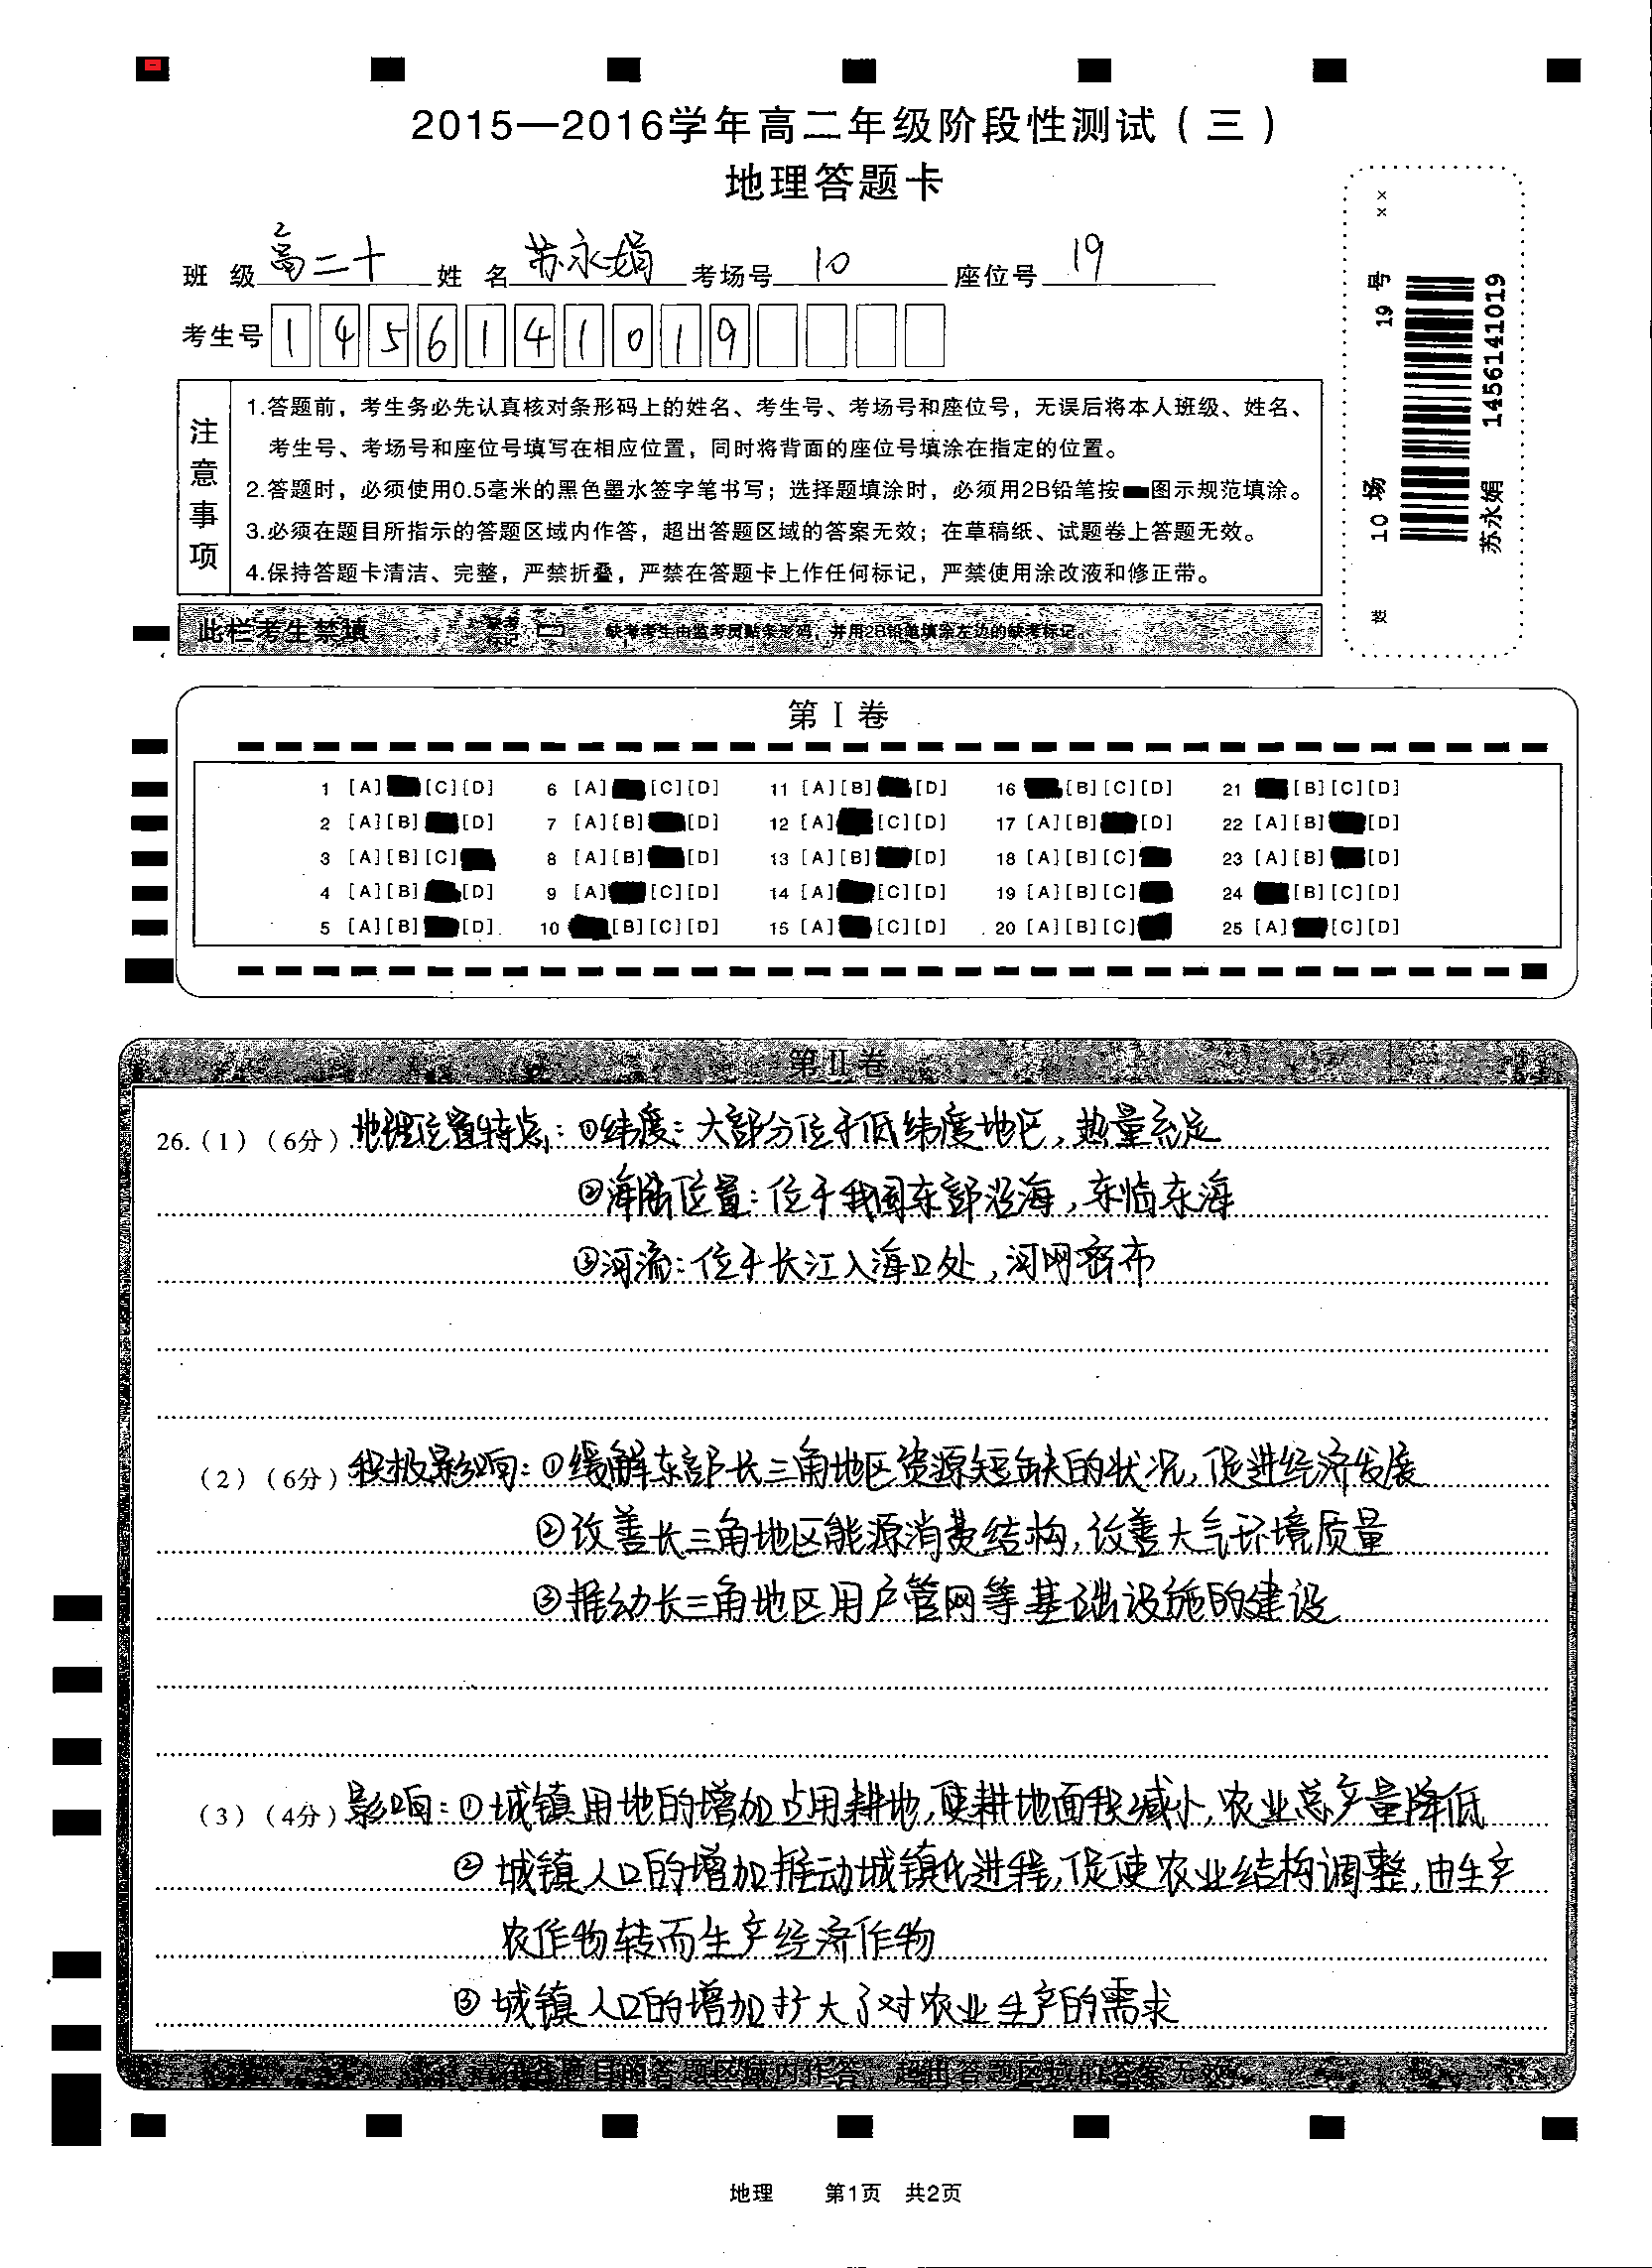 2015—2016学年高二年级阶段性测试（三）
地理答题卡
班 级 高二十 姓 名 苏永娟 考场号 10 座位号 19
2
考生号 1 4 5 6 1 4 1 0 1 9
注意事项
1.答题前，考生务必先认真核对条形码上的姓名、考生号、考场号和座位号，无误后将本人班级、姓名、
考生号、考场号和座位号填写在相应位置，同时将背面的座位号填涂在指定的位置。
2.答题时，必须使用0.5毫米的黑色墨水签字笔书写；选择题填涂时，必须用2B铅笔按图示规范填涂。
3.必须在题目所指示的答题区域内作答，超出答题区域的答案无效；在草稿纸、试题卷上答题无效。
4.保持答题卡清洁、完整，严禁折叠，严禁在答题卡上作任何标记，严禁使用涂改液和修正带。
此栏考生禁填 缺考标记 缺考考生由监考员贴条形码，并用2B铅笔填涂左边的缺考标记。
×× 19 号 10 场
1456141019
苏永娟
第 I 卷
1 [A] [C] [D] 6 [A] [C] [D] 11 [A] [B] [D] 16 [B] [C] [D] 21 [B] [C] [D]
2 [A] [B] [D] 7 [A] [B] [D] 12 [A] [C] [D] 17 [A] [B] [D] 22 [A] [B] [D]
3 [A] [B] [C] 8 [A] [B] [D] 13 [A] [B] [D] 18 [A] [B] [C] 23 [A] [B] [D]
4 [A] [B] [D] 9 [A] [C] [D] 14 [A] [C] [D] 19 [A] [B] [C] 24 [B] [C] [D]
5 [A] [B] [D] 10 [B] [C] [D] 15 [A] [C] [D] 20 [A] [B] [C] 25 [A] [C] [D]
第 II 卷
26.（1）（6分）地理位置特点：①纬度：大部分位于低纬度地区，热量充足
②海陆位置：位于我国东部沿海，东临东海
③河流：位于长江入海口处，河网密布
（2）（6分）积极影响：①缓解东部长三角地区资源短缺的状况，促进经济发展
②改善长三角地区能源消费结构，改善大气环境质量
③推动长三角地区用户管网等基础设施的建设
（3）（4分）影响：①城镇用地的增加占用耕地，使耕地面积减小，农业总产量降低
②城镇人口的增加推动城镇化进程，促使农业结构调整，由生产
农作物转而生产经济作物
③城镇人口的增加扩大了对农业生产的需求
请在各题目的答题区域内作答，超出答题区域的答案无效
地理 第1页 共2页